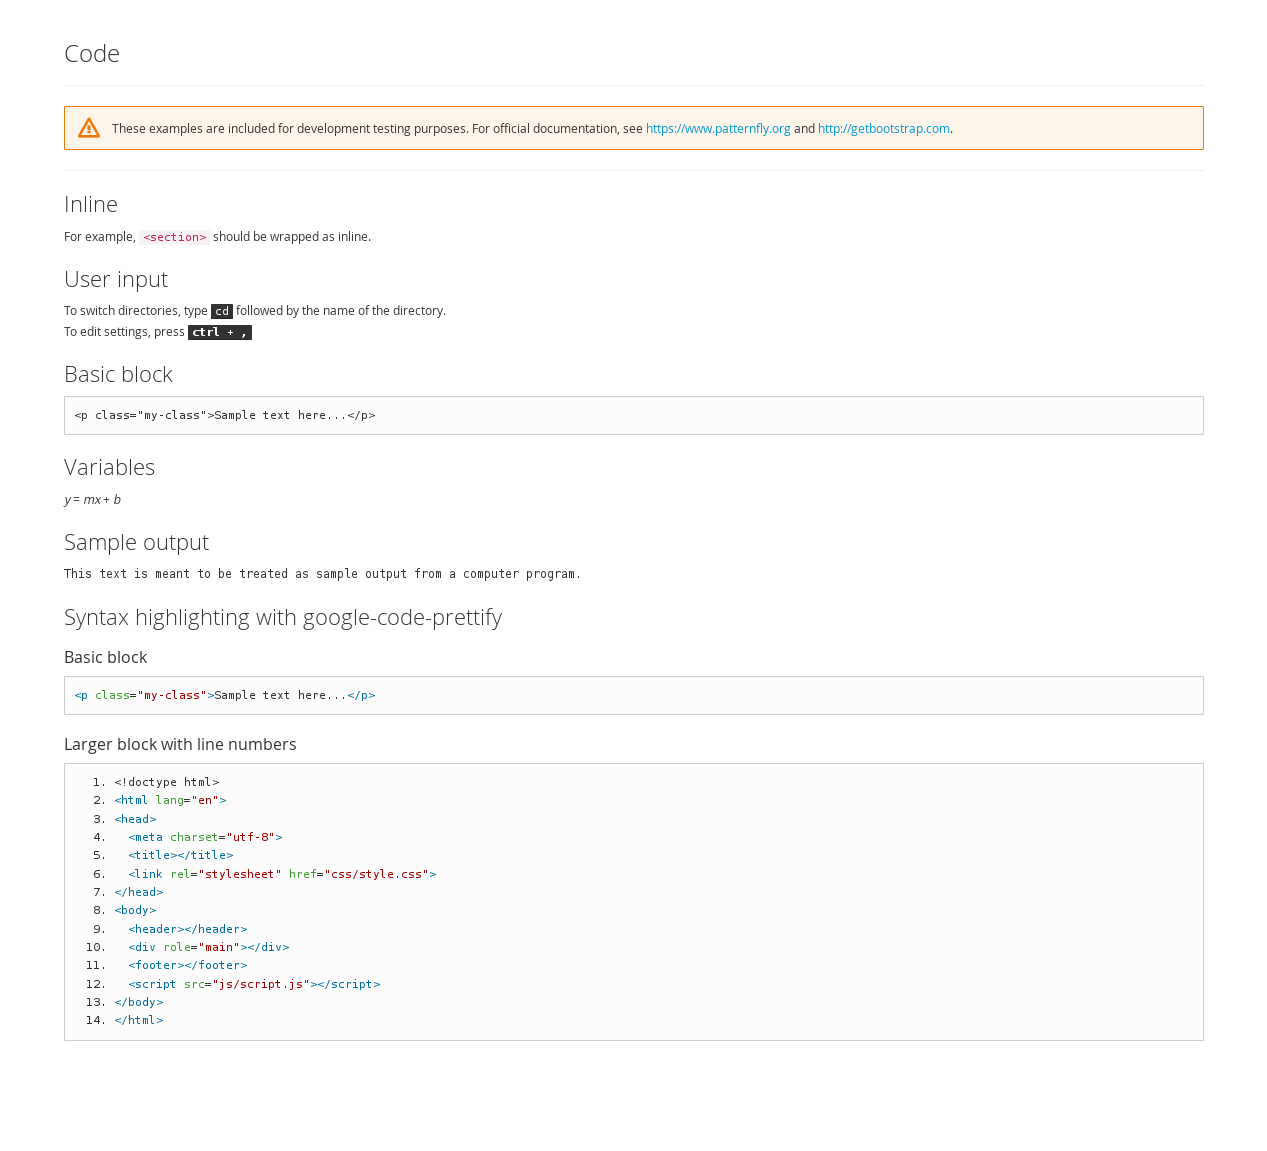 Code
These examples are included for development testing purposes. For official documentation, see https://www.patternfly.org and http://getbootstrap.com.
Inline
For example, <section> should be wrapped as inline.
User input
To switch directories, type cd followed by the name of the directory.
To edit settings, press ctrl + ,
Basic block
<p class="my-class">Sample text here...</p>
Variables
y = mx + b
Sample output
This text is meant to be treated as sample output from a computer program.
Syntax highlighting with google-code-prettify
Basic block
<p class="my-class">Sample text here...</p>
Larger block with line numbers
1. <!doctype html>
2. <html lang="en">
3. <head>
4.   <meta charset="utf-8">
5.   <title></title>
6.   <link rel="stylesheet" href="css/style.css">
7. </head>
8. <body>
9.   <header></header>
10.   <div role="main"></div>
11.   <footer></footer>
12.   <script src="js/script.js"></script>
13. </body>
14. </html>